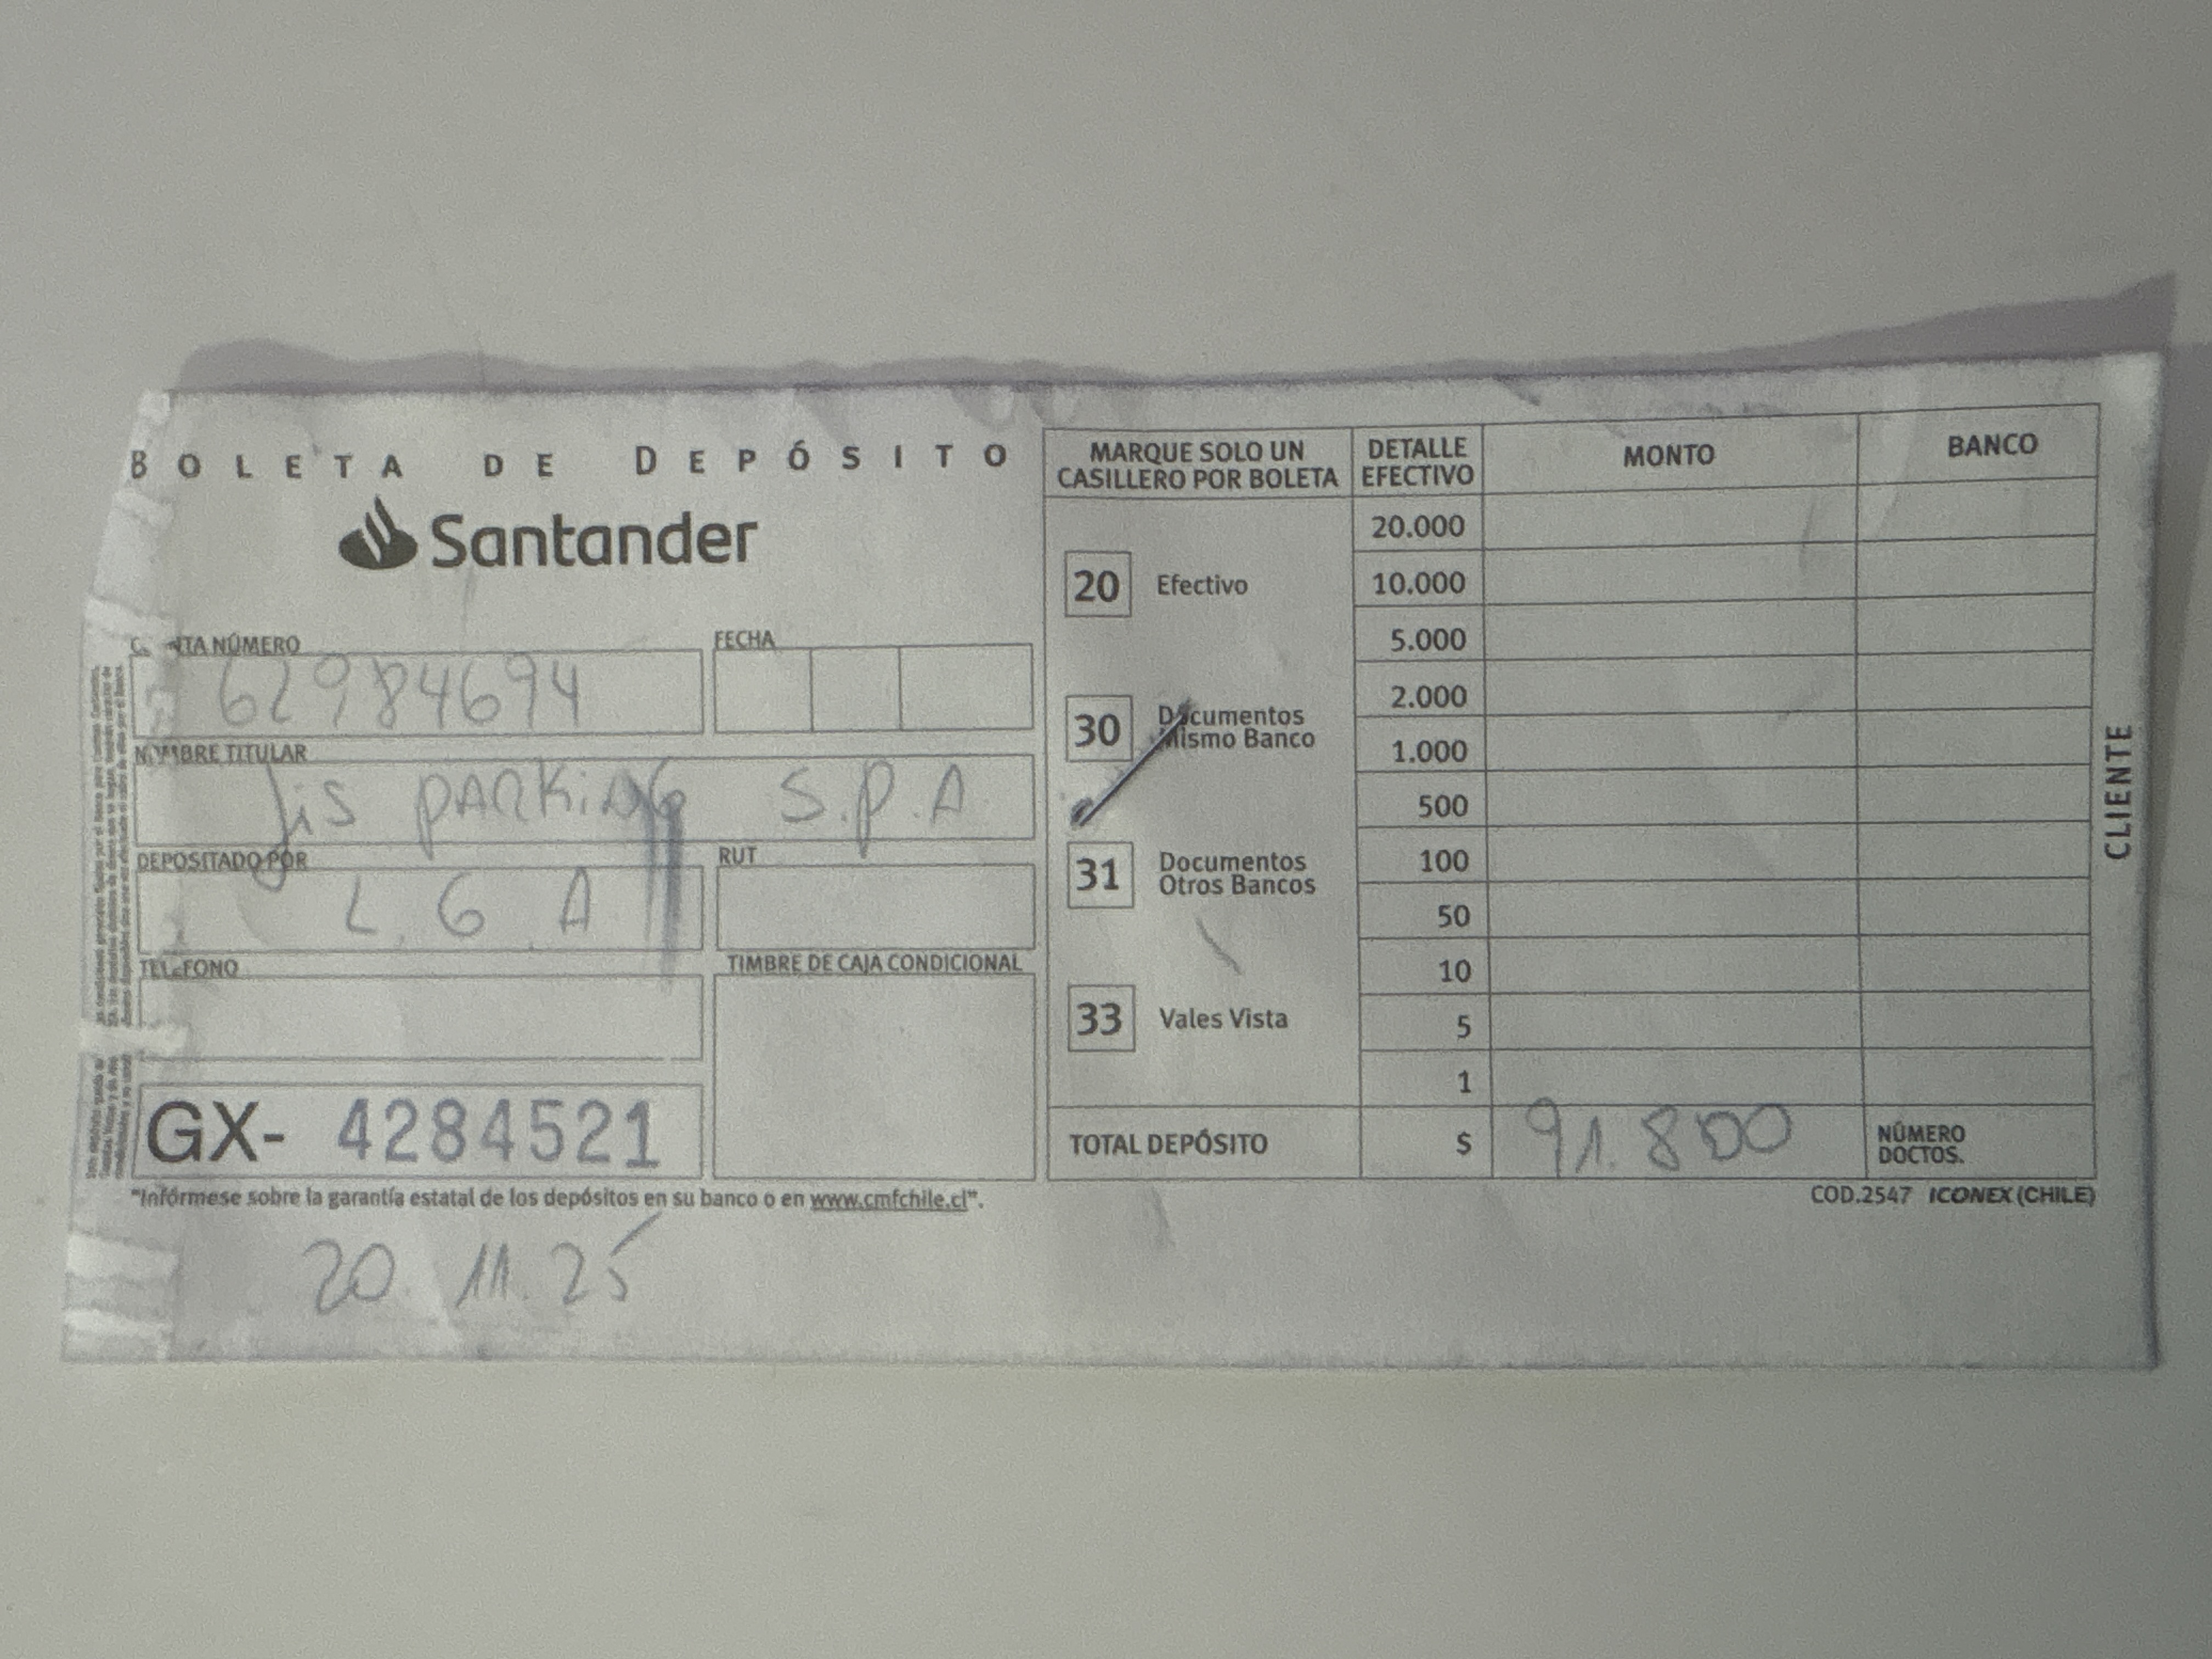 BOLETA DE DEPÓSITO
Santander
NTA NÚMERO
62984694
FECHA
NOMBRE TITULAR
Jis PARKiNG S.P.A
DEPOSITADO POR
L.G.A
RUT
TELEFONO
TIMBRE DE CAJA CONDICIONAL
GX- 4284521
"Infórmese sobre la garantía estatal de los depósitos en su banco o en www.cmfchile.cl".
20.11.25
MARQUE SOLO UN
CASILLERO POR BOLETA
20 Efectivo
30 Documentos
Mismo Banco
31 Documentos
Otros Bancos
33 Vales Vista
DETALLE
EFECTIVO
MONTO
BANCO
20.000
10.000
5.000
2.000
1.000
500
100
50
10
5
1
TOTAL DEPÓSITO $ 91.800
NÚMERO
DOCTOS.
COD.2547 ICONEX (CHILE)
CLIENTE